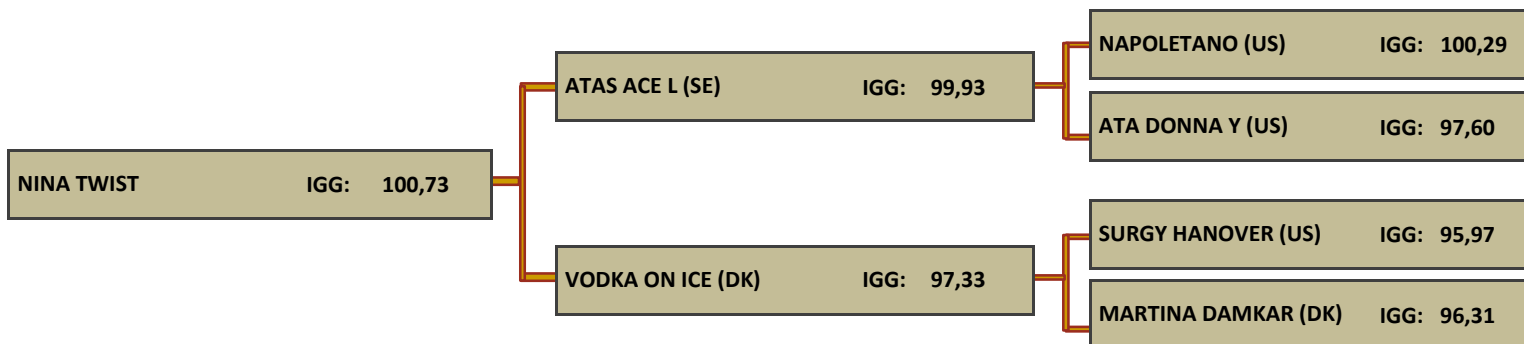 NAPOLETANO (US) IGG: 100,29
ATAS ACE L (SE) IGG: 99,93
ATA DONNA Y (US) IGG: 97,60
NINA TWIST IGG: 100,73
SURGY HANOVER (US) IGG: 95,97
VODKA ON ICE (DK) IGG: 97,33
MARTINA DAMKAR (DK) IGG: 96,31